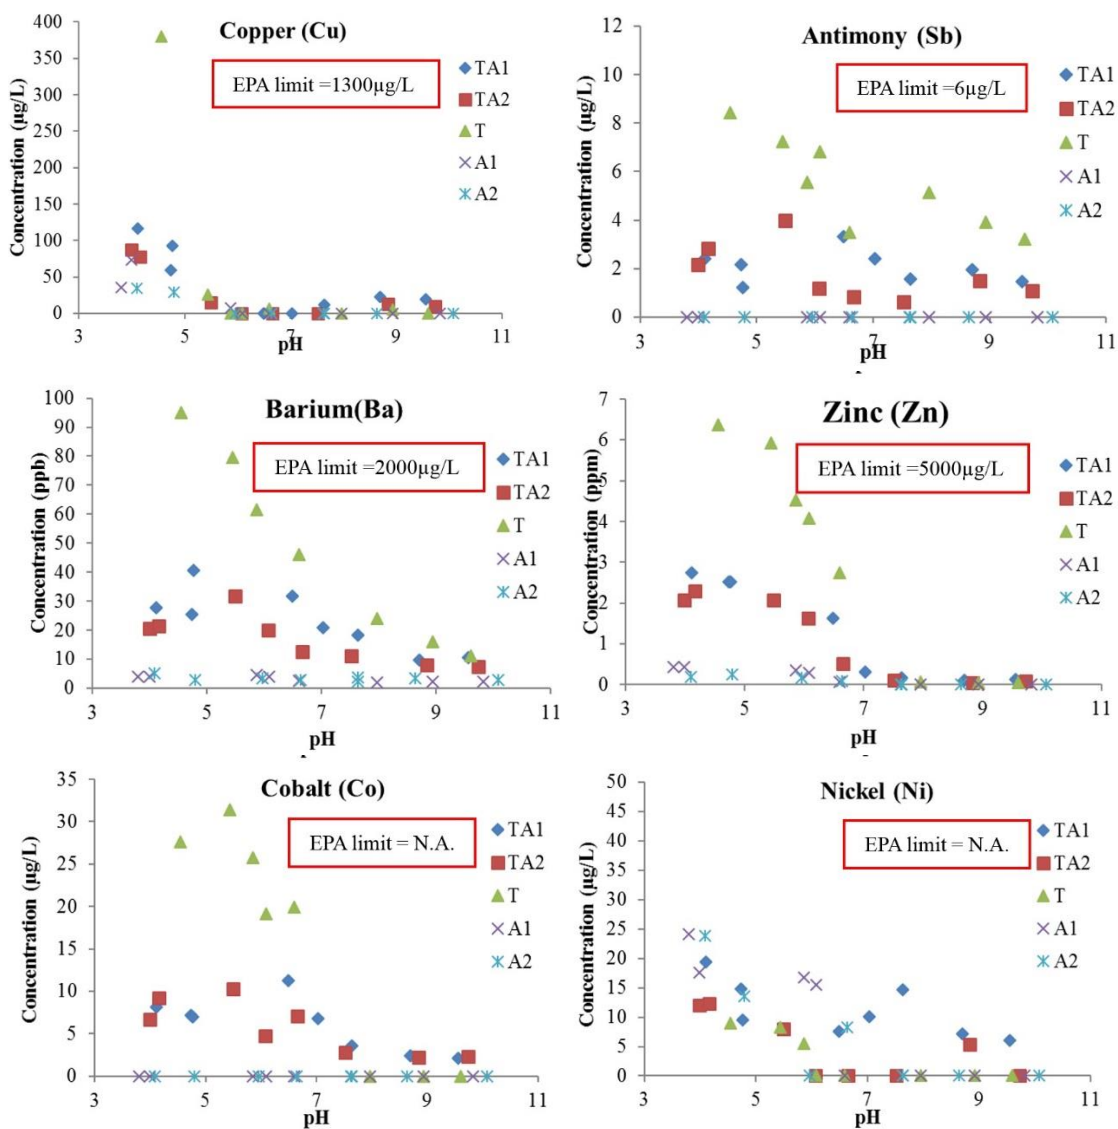 Copper (Cu)
EPA limit =1300µg/L
Concentration (µg/L)
400
350
300
250
200
150
100
50
0
3
5
7
9
11
pH
TA1
TA2
T
A1
A2
Antimony (Sb)
EPA limit =6µg/L
Concentration (µg/L)
12
10
8
6
4
2
0
3
5
7
9
11
pH
TA1
TA2
T
A1
A2
Barium(Ba)
EPA limit =2000µg/L
Concentration (ppb)
100
90
80
70
60
50
40
30
20
10
0
3
5
7
9
11
pH
TA1
TA2
T
A1
A2
Zinc (Zn)
EPA limit =5000µg/L
Concentration (ppm)
7
6
5
4
3
2
1
0
3
5
7
9
11
pH
TA1
TA2
T
A1
A2
Cobalt (Co)
EPA limit = N.A.
Concentration (µg/L)
35
30
25
20
15
10
5
0
3
5
7
9
11
pH
TA1
TA2
T
A1
A2
Nickel (Ni)
EPA limit = N.A.
Concentration (µg/L)
50
45
40
35
30
25
20
15
10
5
0
3
5
7
9
11
pH
TA1
TA2
T
A1
A2